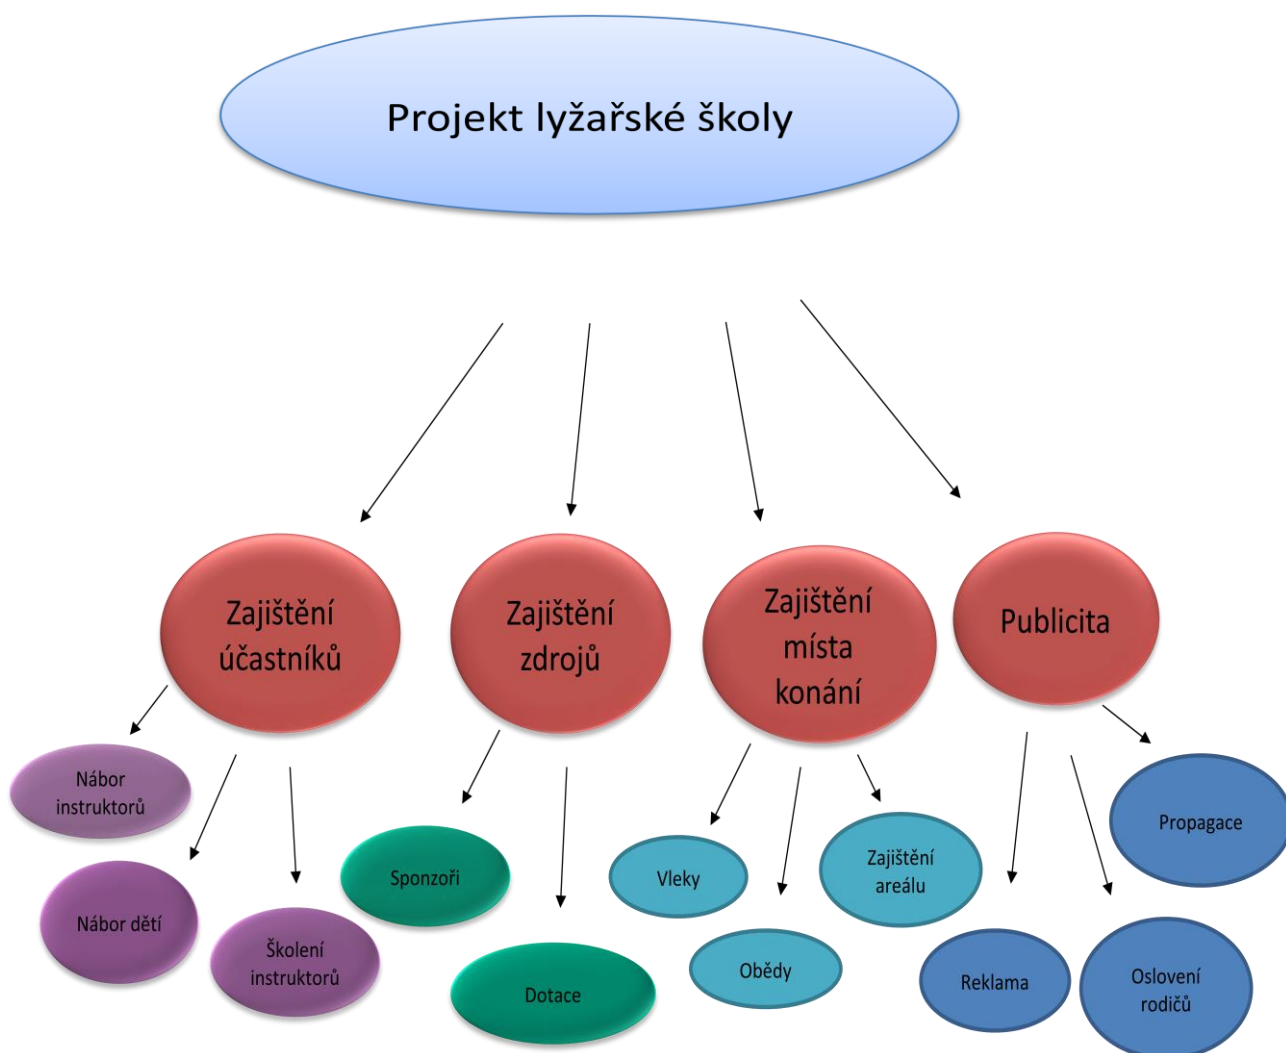 Projekt lyžařské školy
Zajištění
účastníků
Zajištění
zdrojů
Zajištění
místa
konání
Publicita
Nábor
instruktorů
Nábor dětí
Školení
instruktorů
Sponzoři
Dotace
Vleky
Obědy
Zajištění
areálu
Reklama
Oslovení
rodičů
Propagace